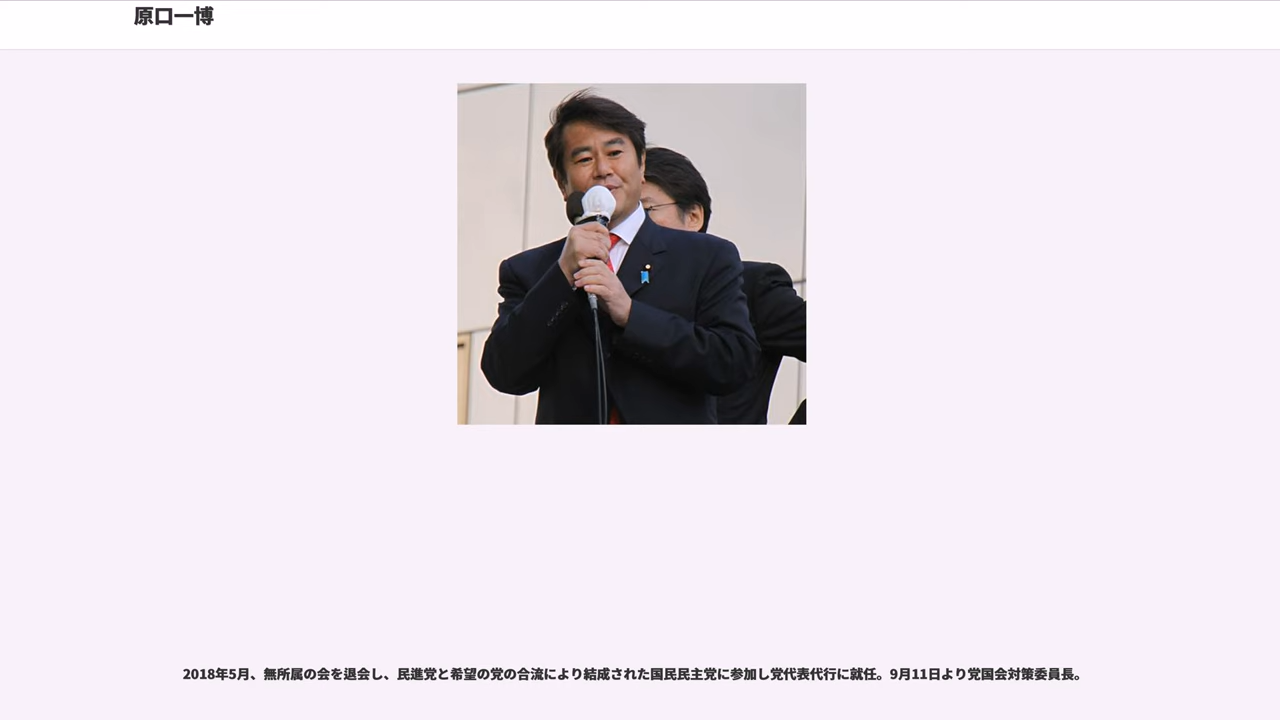 原口一博
2018年5月、無所属の会を退会し、民進党と希望の党の合流により結成された国民民主党に参加し党代表代行に就任。9月11日より党国会対策委員長。